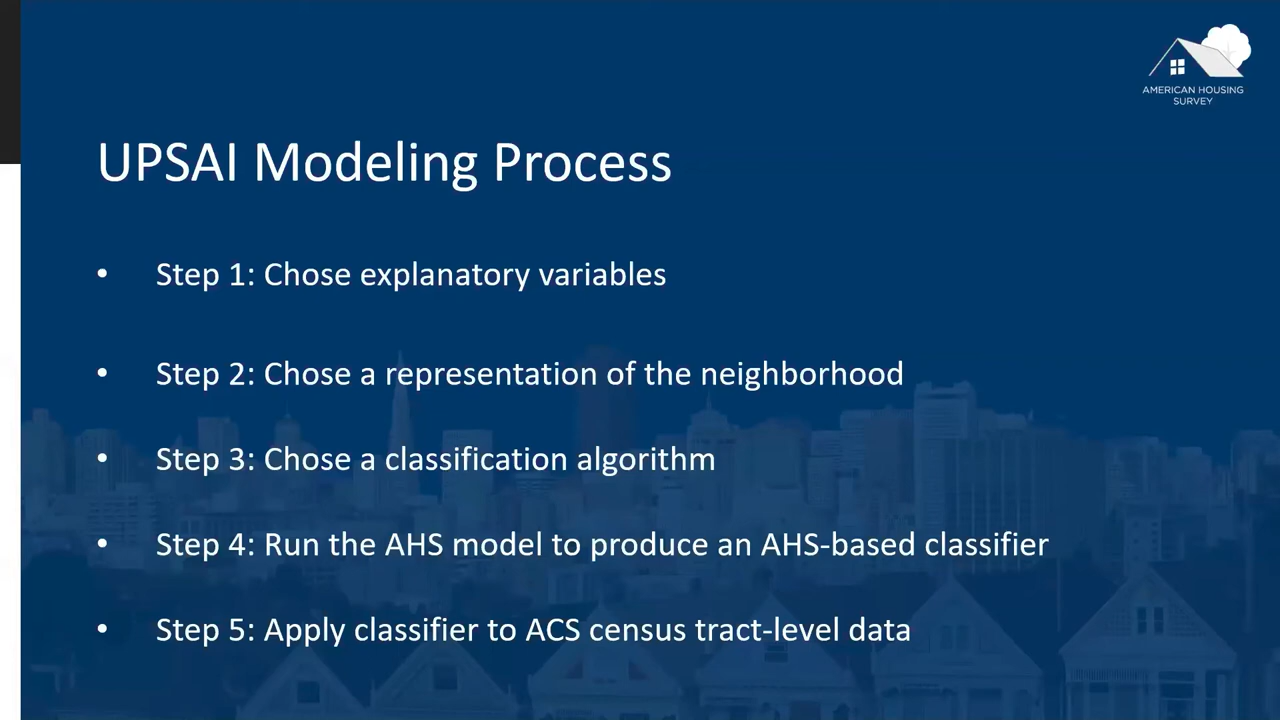 AMERICAN HOUSING
SURVEY
UPSAI Modeling Process
• Step 1: Chose explanatory variables
• Step 2: Chose a representation of the neighborhood
• Step 3: Chose a classification algorithm
• Step 4: Run the AHS model to produce an AHS-based classifier
• Step 5: Apply classifier to ACS census tract-level data